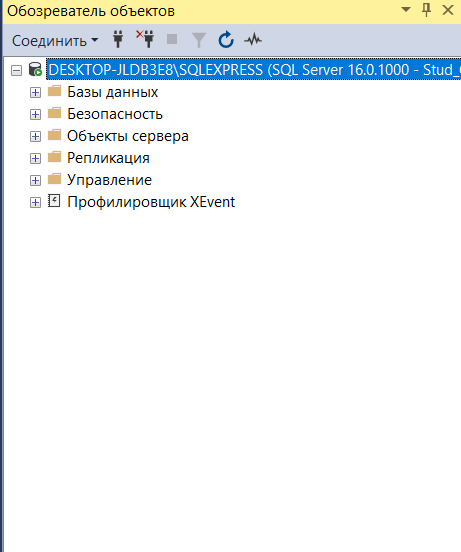 Обозреватель объектов
Соединить
DESKTOP-JLDB3E8\SQLEXPRESS (SQL Server 16.0.1000 - Stud_
Базы данных
Безопасность
Объекты сервера
Репликация
Управление
Профилировщик XEvent